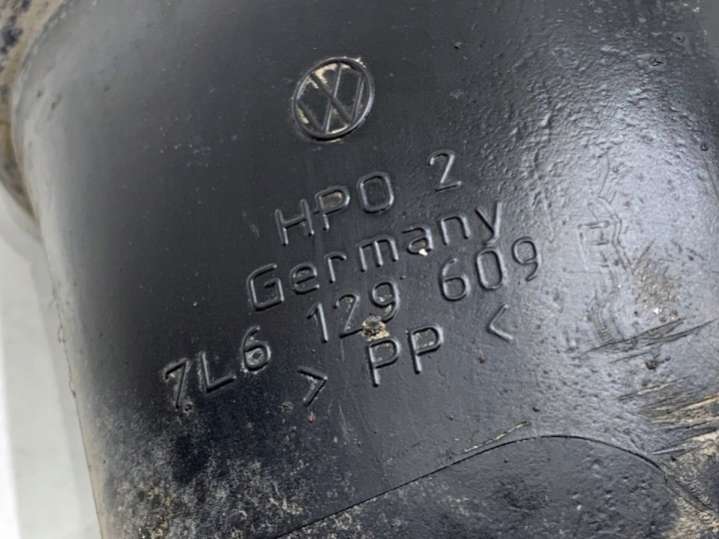 HPO 2
Germany
7L6 129 609
> PP <